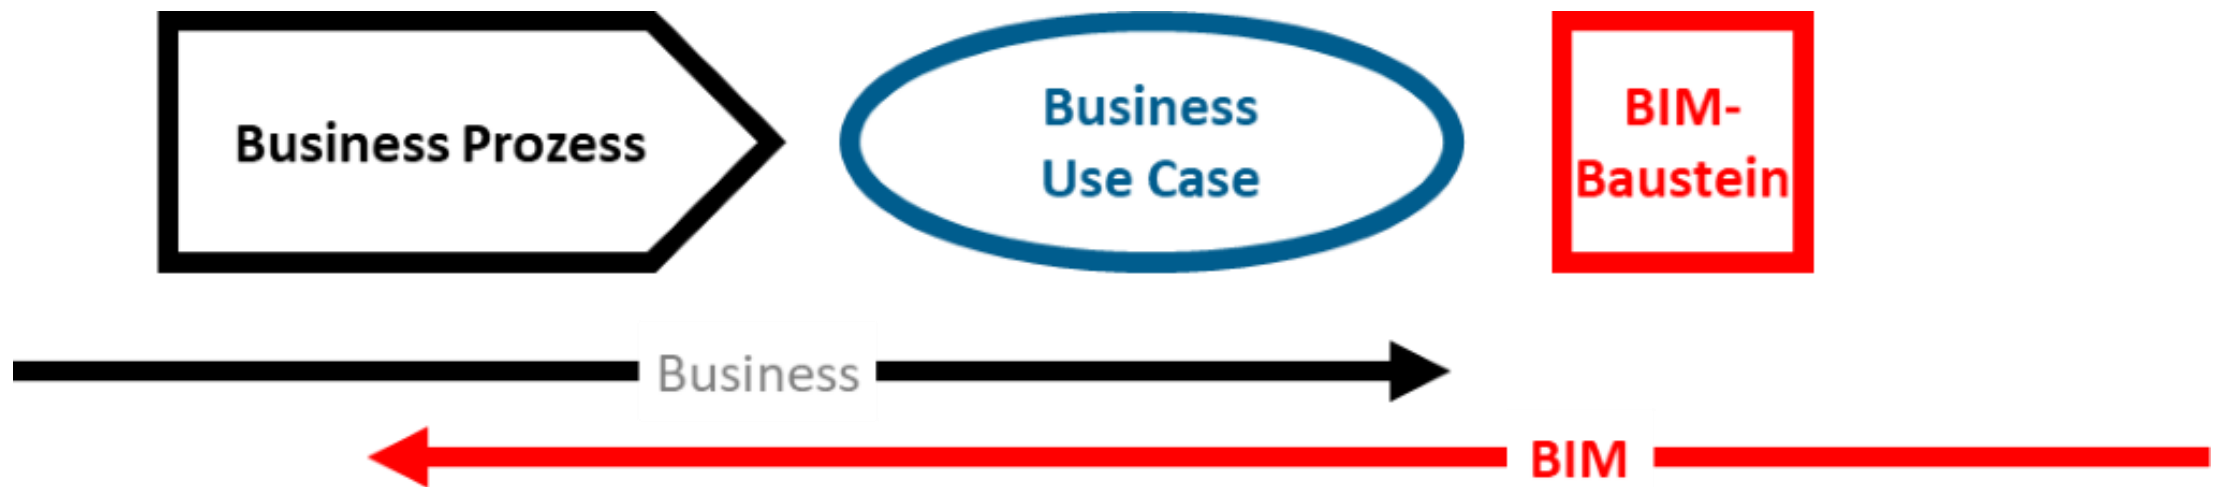 Business Prozess
Business
Use Case
BIM-
Baustein
Business
BIM